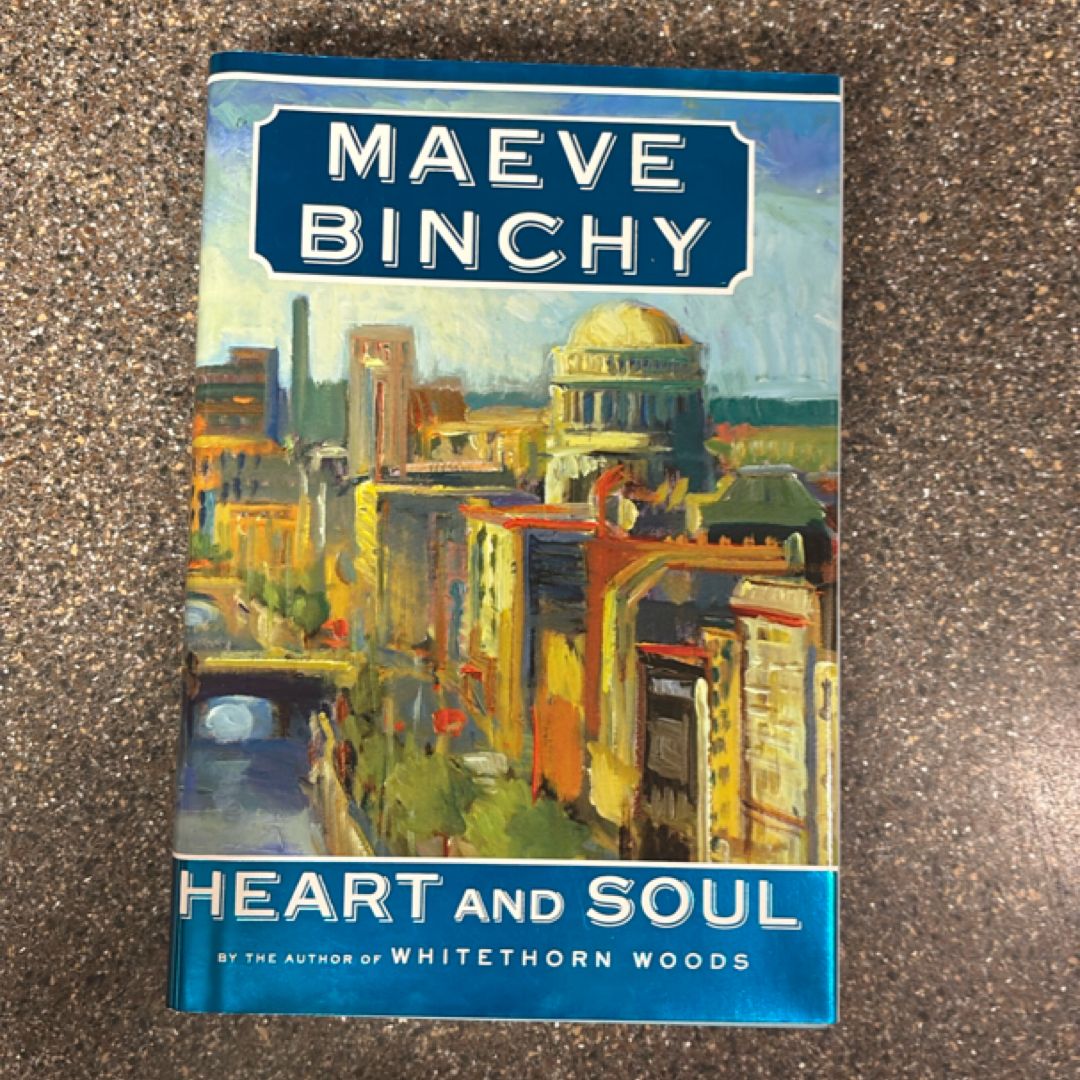 MAEVE
BINCHY
HEART AND SOUL
BY THE AUTHOR OF WHITETHORN WOODS